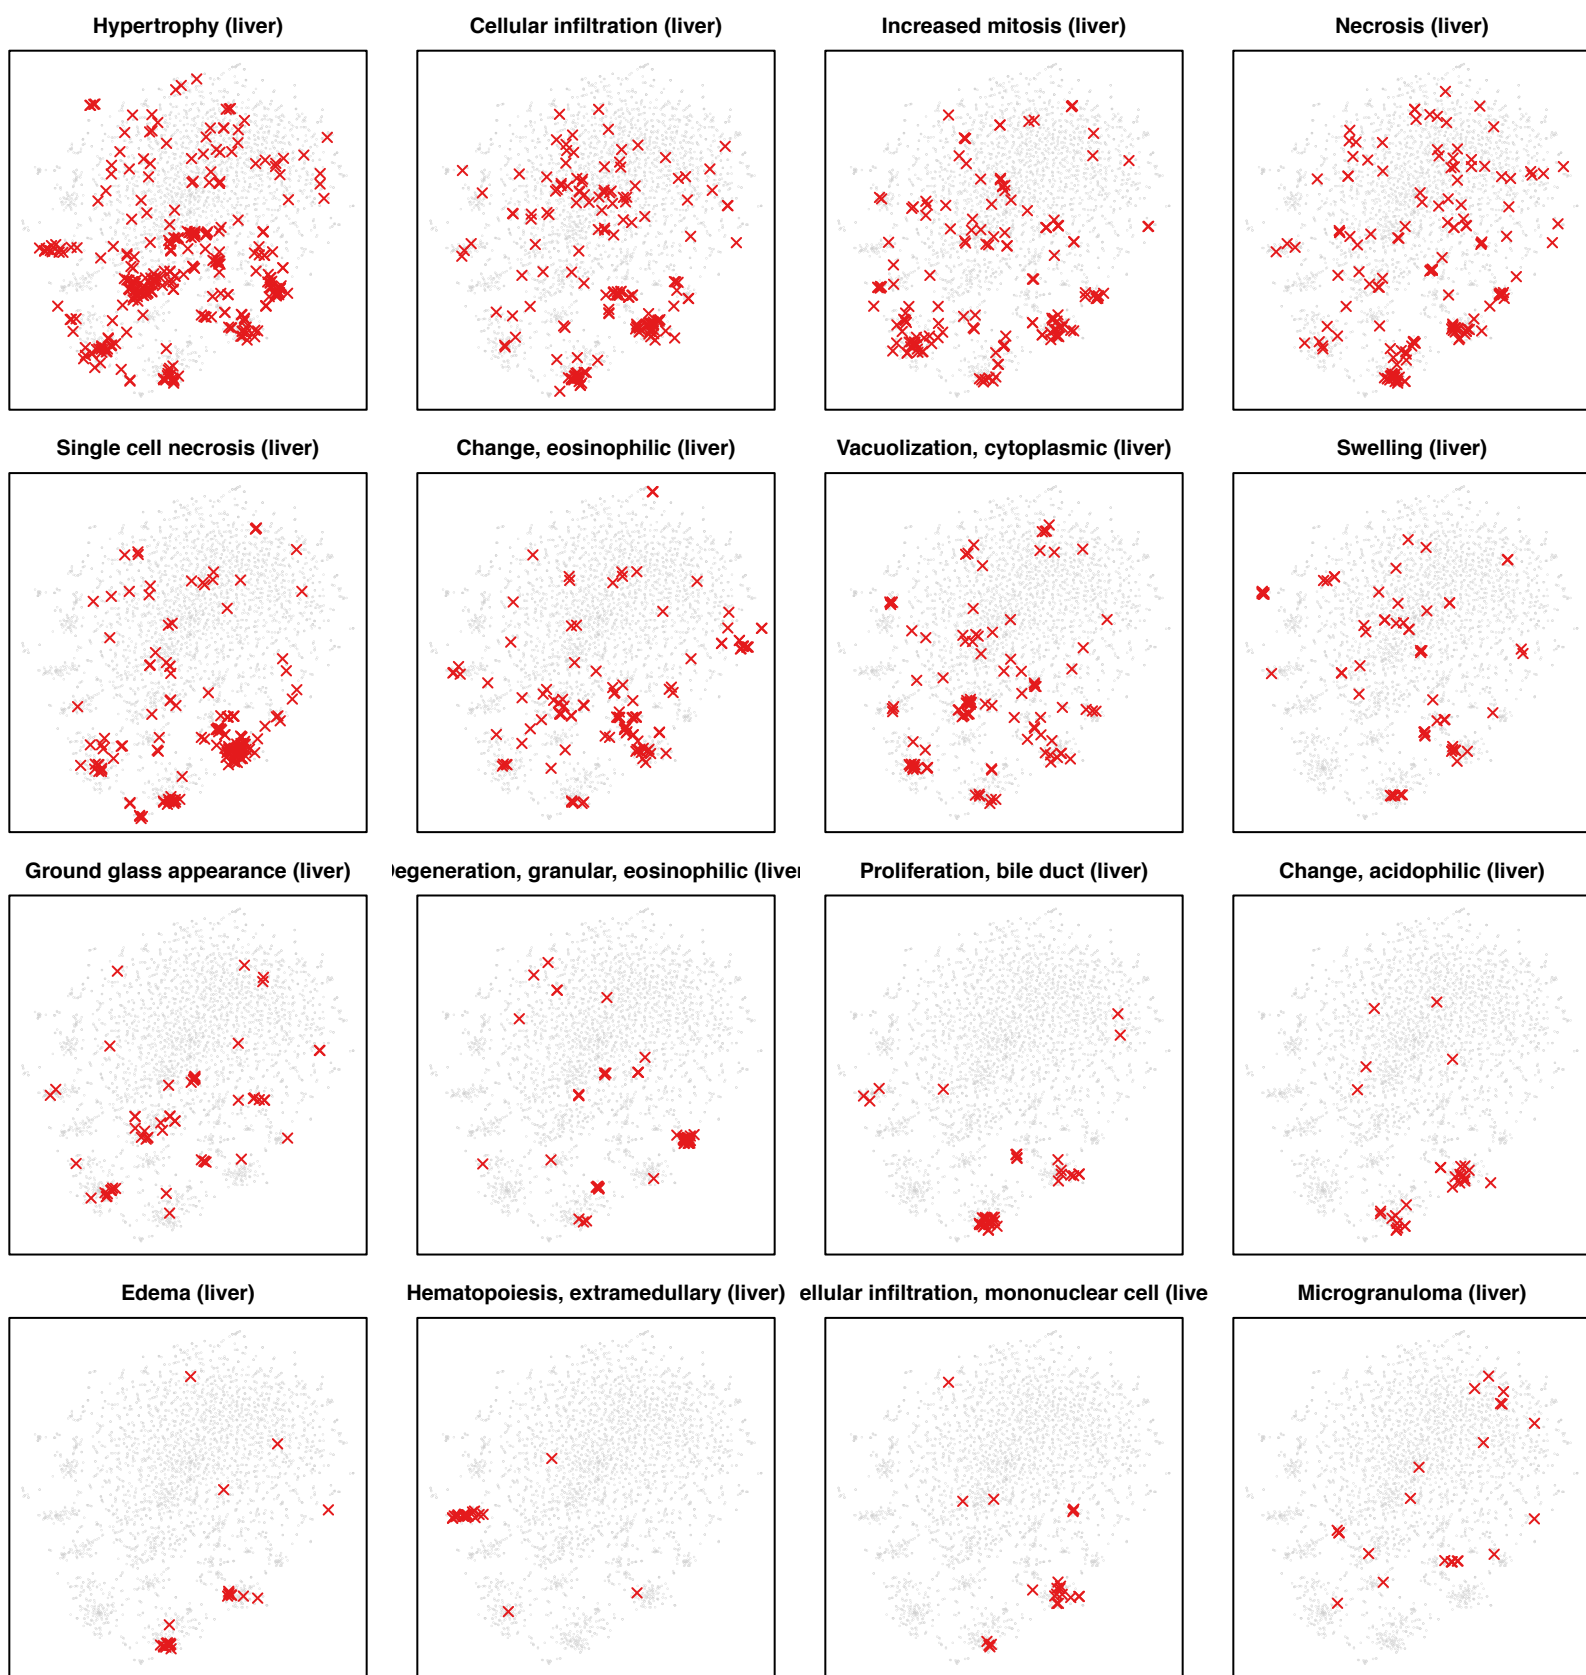 Hypertrophy (liver)
Cellular infiltration (liver)
Increased mitosis (liver)
Necrosis (liver)
Single cell necrosis (liver)
Change, eosinophilic (liver)
Vacuolization, cytoplasmic (liver)
Swelling (liver)
Ground glass appearance (liver)
egeneration, granular, eosinophilic (liver
Proliferation, bile duct (liver)
Change, acidophilic (liver)
Edema (liver)
Hematopoiesis, extramedullary (liver)
ellular infiltration, mononuclear cell (live
Microgranuloma (liver)